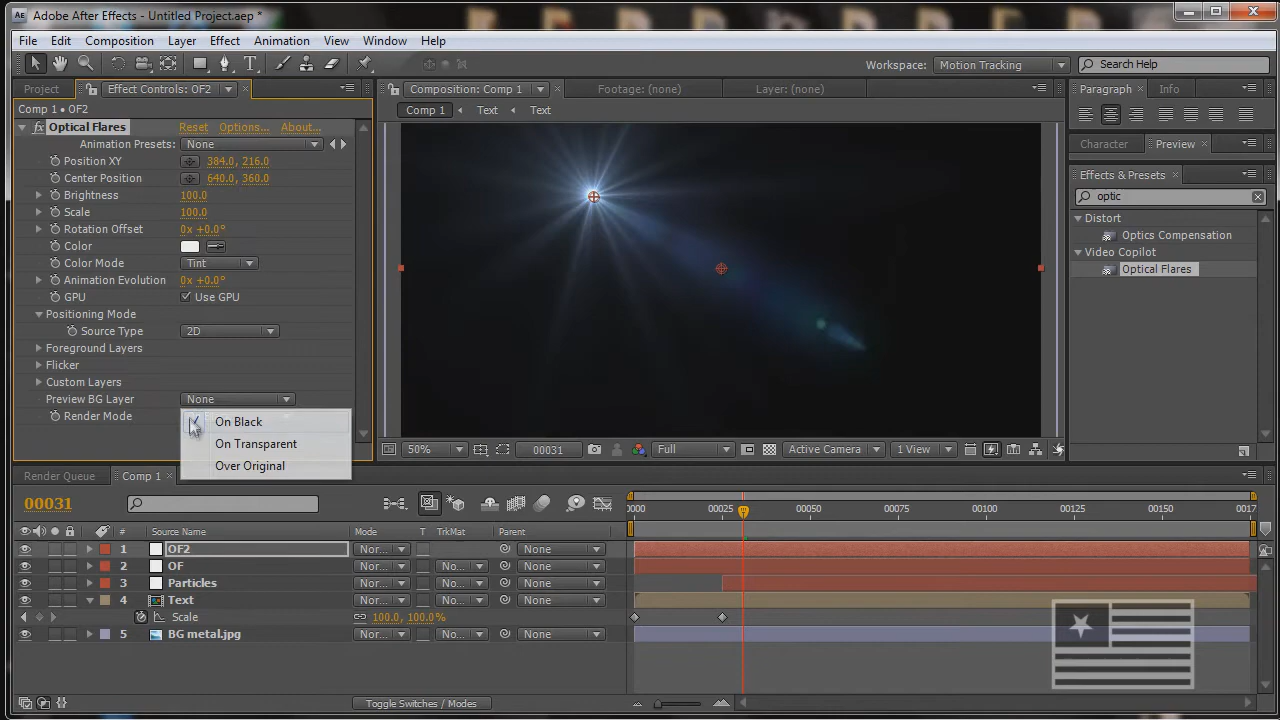 Adobe After Effects - Untitled Project.aep *
File Edit Composition Layer Effect Animation View Window Help
Workspace: Motion Tracking Search Help
Project Effect Controls: OF2
Comp 1 • OF2
fx Optical Flares Reset Options... About...
Animation Presets: None
Position XY 384.0, 216.0
Center Position 640.0, 360.0
Brightness 100.0
Scale 100.0
Rotation Offset 0x +0.0°
Color
Color Mode Tint
Animation Evolution 0x +0.0°
GPU Use GPU
Positioning Mode
Source Type 2D
Foreground Layers
Flicker
Custom Layers
Preview BG Layer None
Render Mode
On Black
On Transparent
Over Original
Composition: Comp 1 Footage: (none) Layer: (none)
Comp 1 Text Text
50% 00031 Full Active Camera 1 View
Paragraph Info
Character Preview
Effects & Presets
optic
Distort
Optics Compensation
Video Copilot
Optical Flares
Render Queue Comp 1
00031
0000 00025 00050 00075 00100 00125 00150 0017
# Source Name Mode T TrkMat Parent
1 OF2 Nor... None
2 OF Nor... No... None
3 Particles Nor... No... None
4 Text Nor... No... None
Scale 100.0, 100.0%
5 BG metal.jpg Nor... No... None
Toggle Switches / Modes